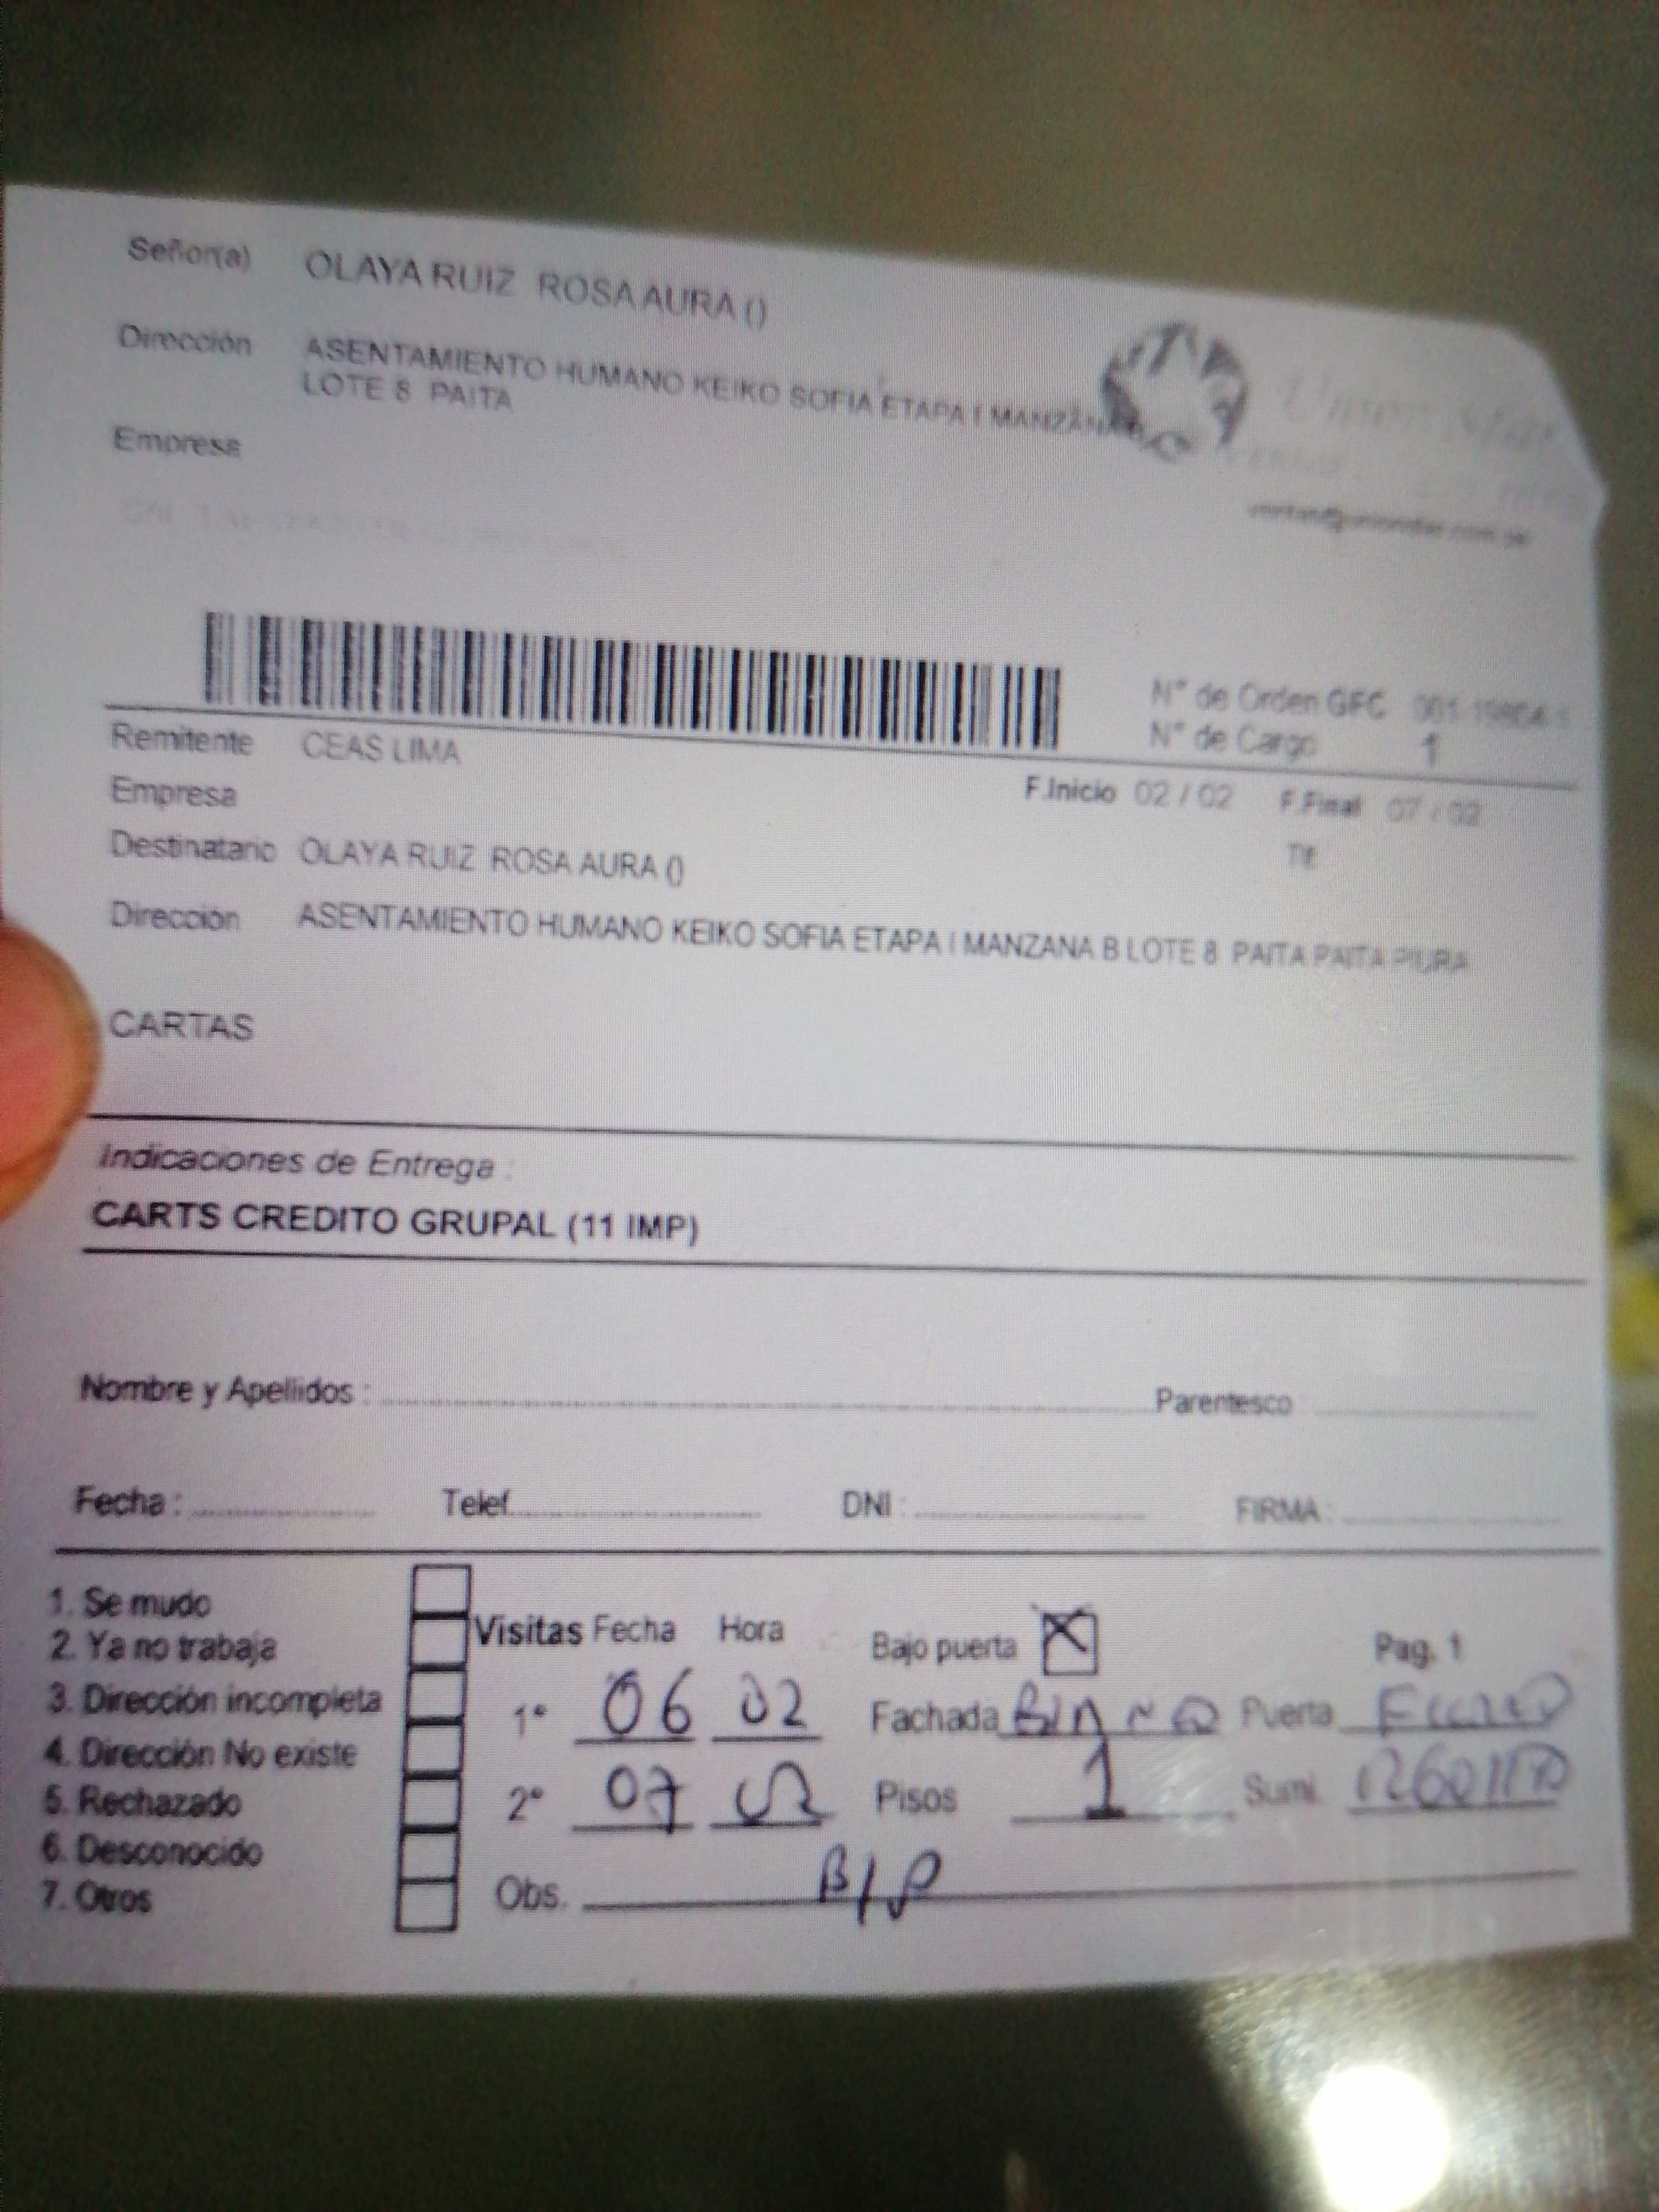 Señor(a) OLAYA RUIZ ROSA AURA ()
Dirección ASENTAMIENTO HUMANO KEIKO SOFIA ETAPA I MANZANA
LOTE 8 PAITA
Empresa
N° de Orden GFC
N° de Cargo 1
Remitente CEAS LIMA
Empresa F.Inicio 02 / 02 F.Final 07 / 02
Destinatario OLAYA RUIZ ROSA AURA () Tlf
Dirección ASENTAMIENTO HUMANO KEIKO SOFIA ETAPA I MANZANA B LOTE 8 PAITA PAITA PIURA
CARTAS
Indicaciones de Entrega :
CARTS CREDITO GRUPAL (11 IMP)
Nombre y Apellidos : Parentesco
Fecha : Telef. DNI : FIRMA :
1. Se mudo
2. Ya no trabaja
3. Dirección incompleta
4. Dirección No existe
5. Rechazado
6. Desconocido
7. Otros
Visitas Fecha Hora Bajo puerta X Pag. 1
1° 06 02 Fachada Puerta
2° 07 02 Pisos 1 Sumi.
Obs. B/P